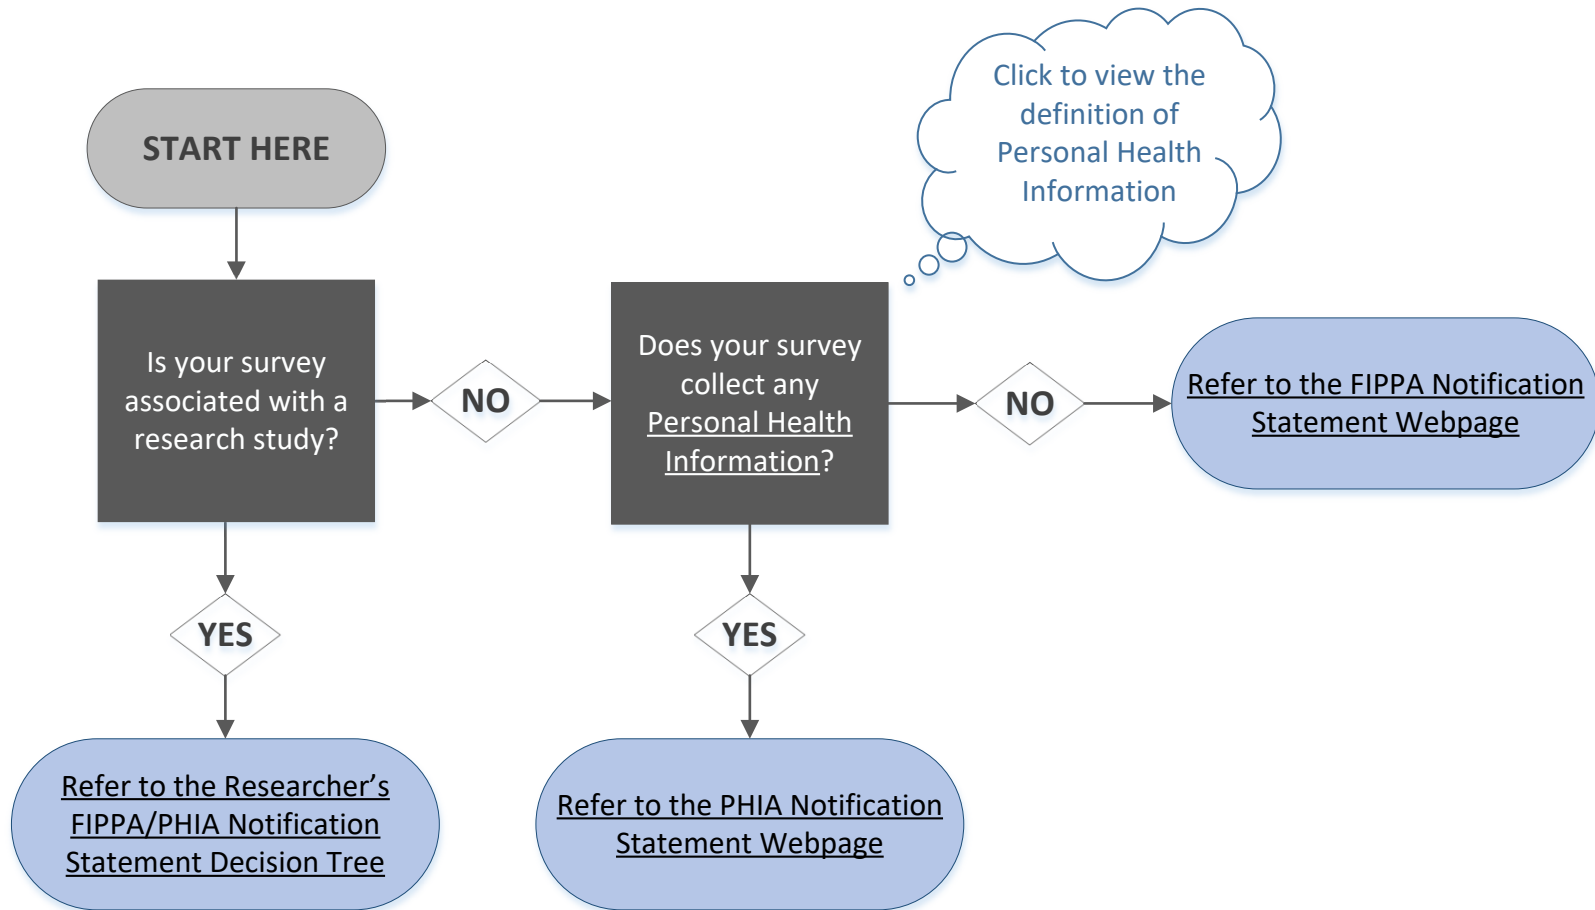 START HERE
Click to view the
definition of
Personal Health
Information
Is your survey
associated with a
research study?
NO
Does your survey
collect any
Personal Health
Information?
NO
Refer to the FIPPA Notification
Statement Webpage
YES
YES
Refer to the Researcher’s
FIPPA/PHIA Notification
Statement Decision Tree
Refer to the PHIA Notification
Statement Webpage